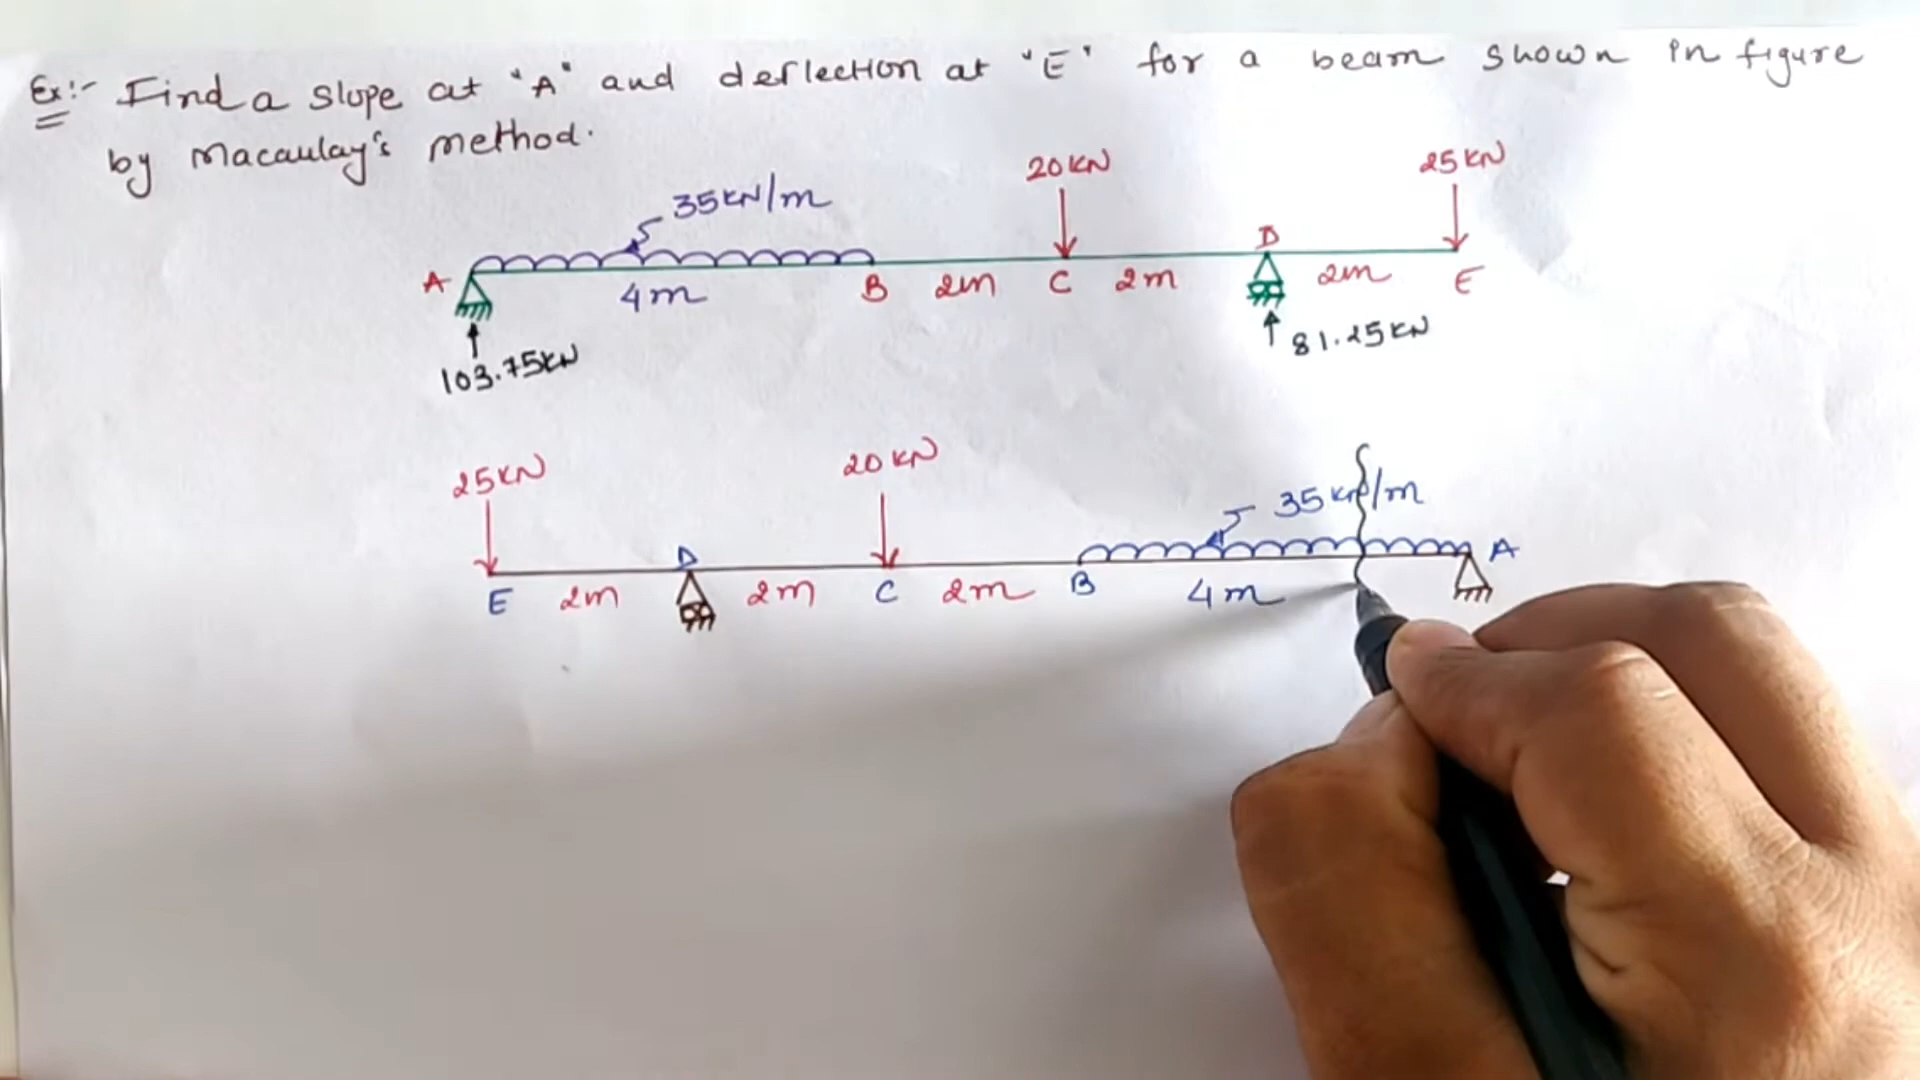 Ex:- Find a slope at "A" and deflection at 'E' for a beam shown in figure
by Macaulay's method.
20KN
25KN
35KN/m
D
A
4m
B
2m
C
2m
2m
E
103.75KN
81.25KN
25KN
20KN
35KN/m
D
A
E
2m
2m
C
2m
B
4m